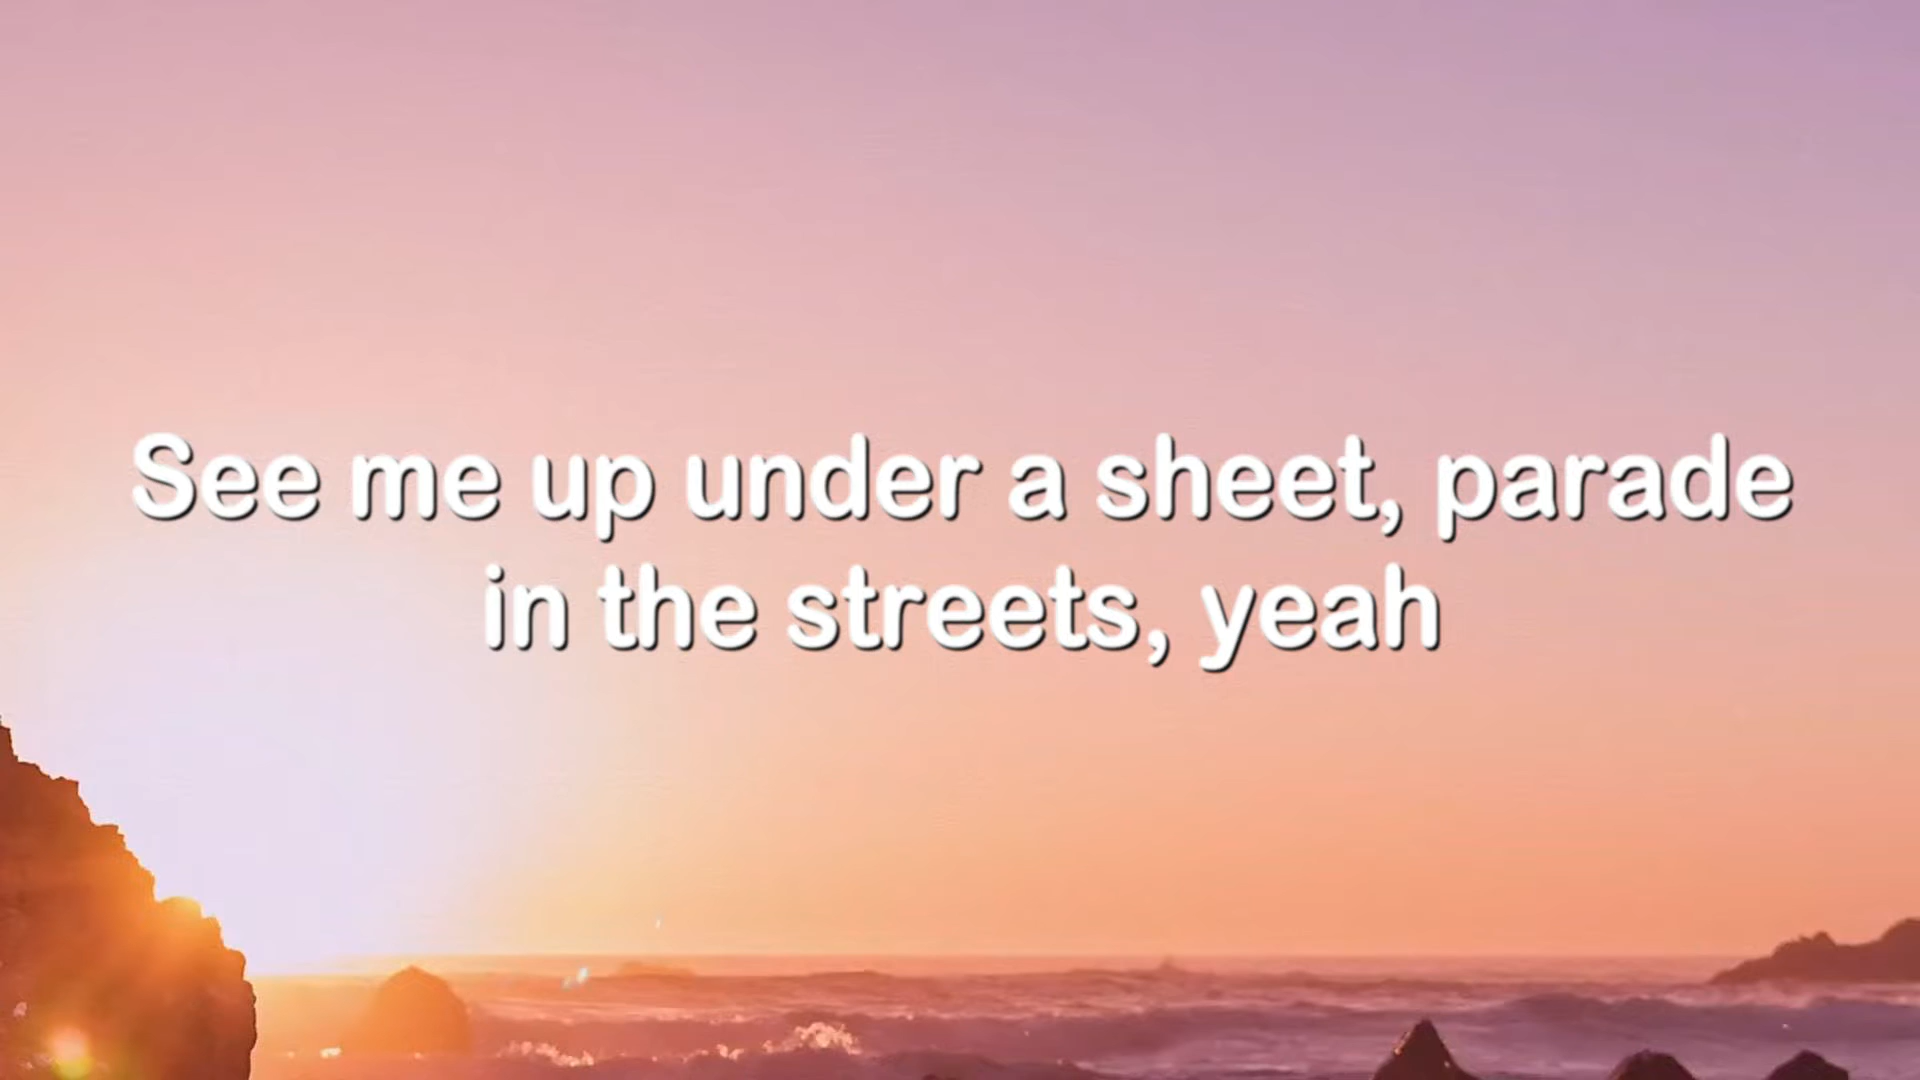 See me up under a sheet, parade
in the streets, yeah